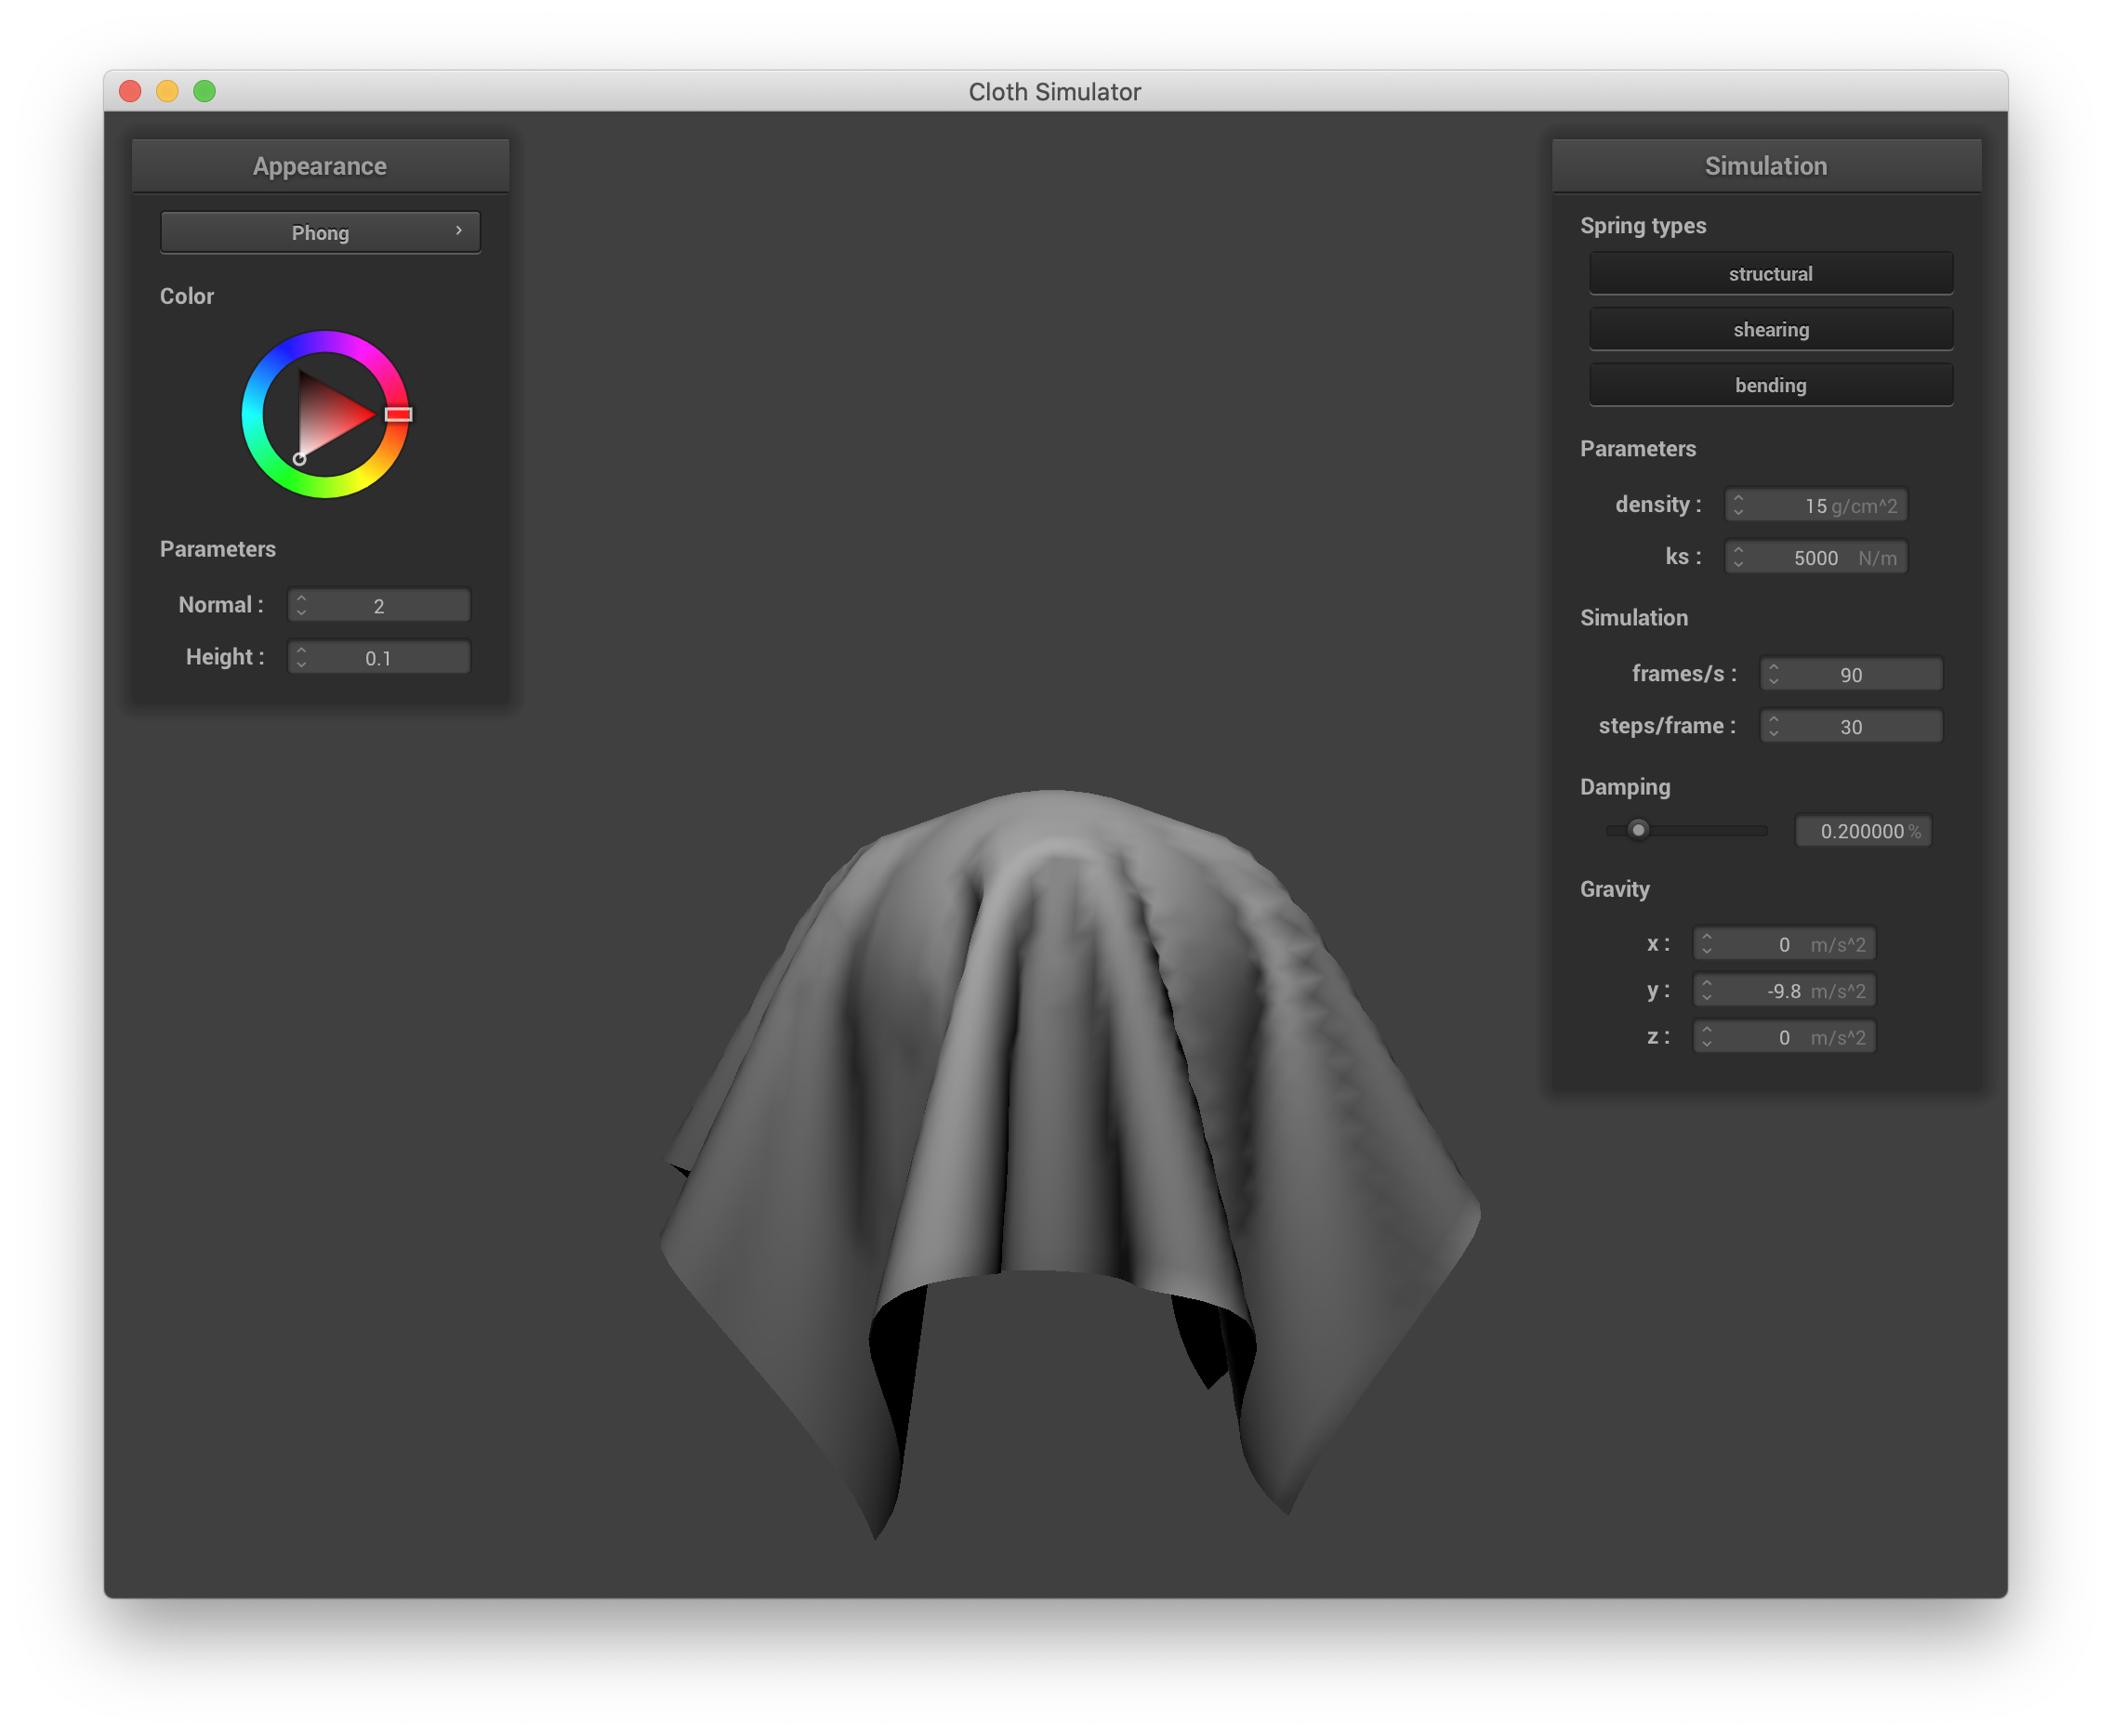 Cloth Simulator
Appearance
Phong
Color
Parameters
Normal : 2
Height : 0.1
Simulation
Spring types
structural
shearing
bending
Parameters
density : 15 g/cm^2
ks : 5000 N/m
Simulation
frames/s : 90
steps/frame : 30
Damping
0.200000 %
Gravity
x : 0 m/s^2
y : -9.8 m/s^2
z : 0 m/s^2